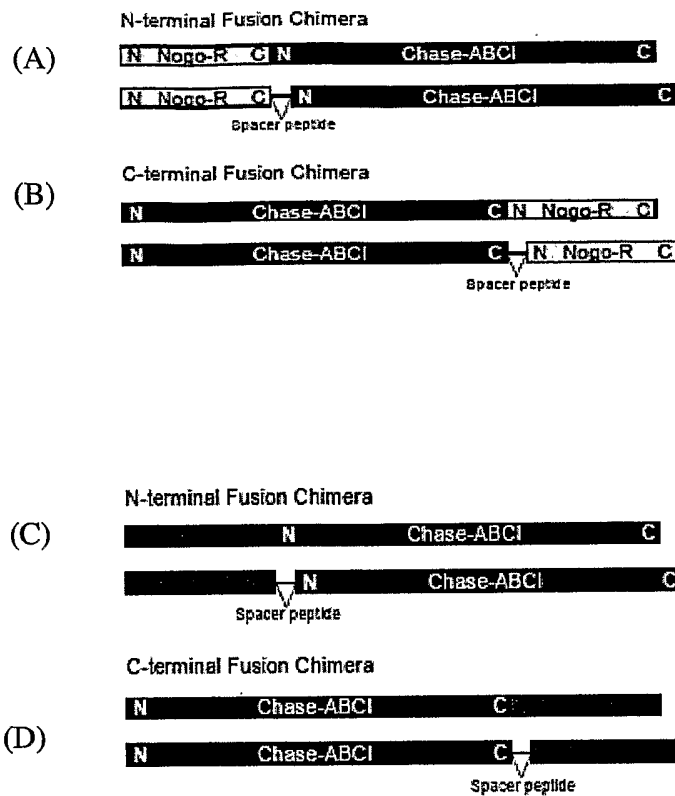 N-terminal Fusion Chimera
(A)
N Nogo-R C N Chase-ABCI C
N Nogo-R C N Chase-ABCI C
Spacer peptide
C-terminal Fusion Chimera
(B)
N Chase-ABCI C N Nogo-R C
N Chase-ABCI C N Nogo-R C
Spacer peptide
N-terminal Fusion Chimera
(C)
N Chase-ABCI C
N Chase-ABCI C
Spacer peptide
C-terminal Fusion Chimera
(D)
N Chase-ABCI C
N Chase-ABCI C
Spacer peptide